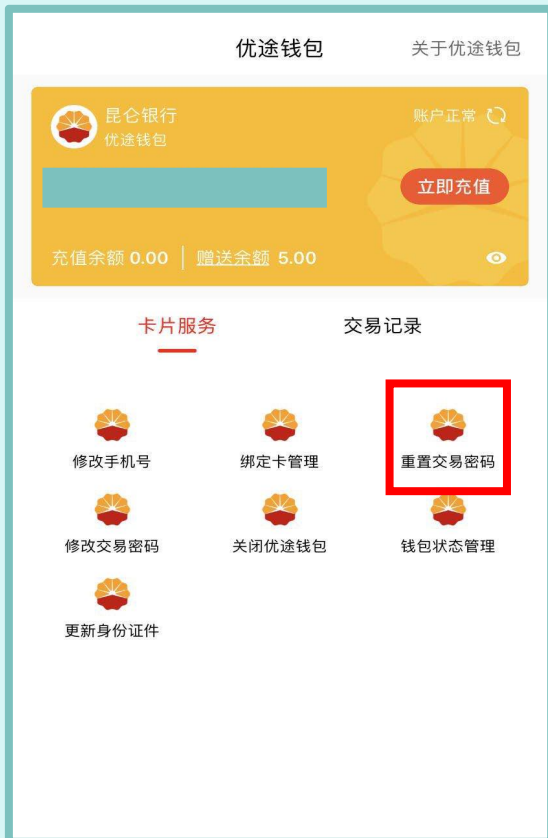 优途钱包 关于优途钱包
昆仑银行 账户正常
优途钱包
立即充值
充值余额 0.00 赠送余额 5.00
卡片服务 交易记录
修改手机号 绑定卡管理 重置交易密码
修改交易密码 关闭优途钱包 钱包状态管理
更新身份证件